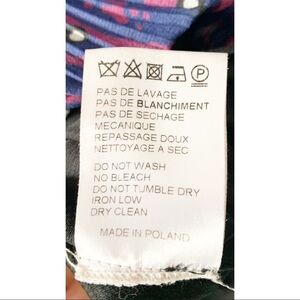 P
PAS DE LAVAGE
PAS DE BLANCHIMENT
PAS DE SECHAGE
MECANIQUE
REPASSAGE DOUX
NETTOYAGE A SEC
DO NOT WASH
NO BLEACH
DO NOT TUMBLE DRY
IRON LOW
DRY CLEAN
MADE IN POLAND